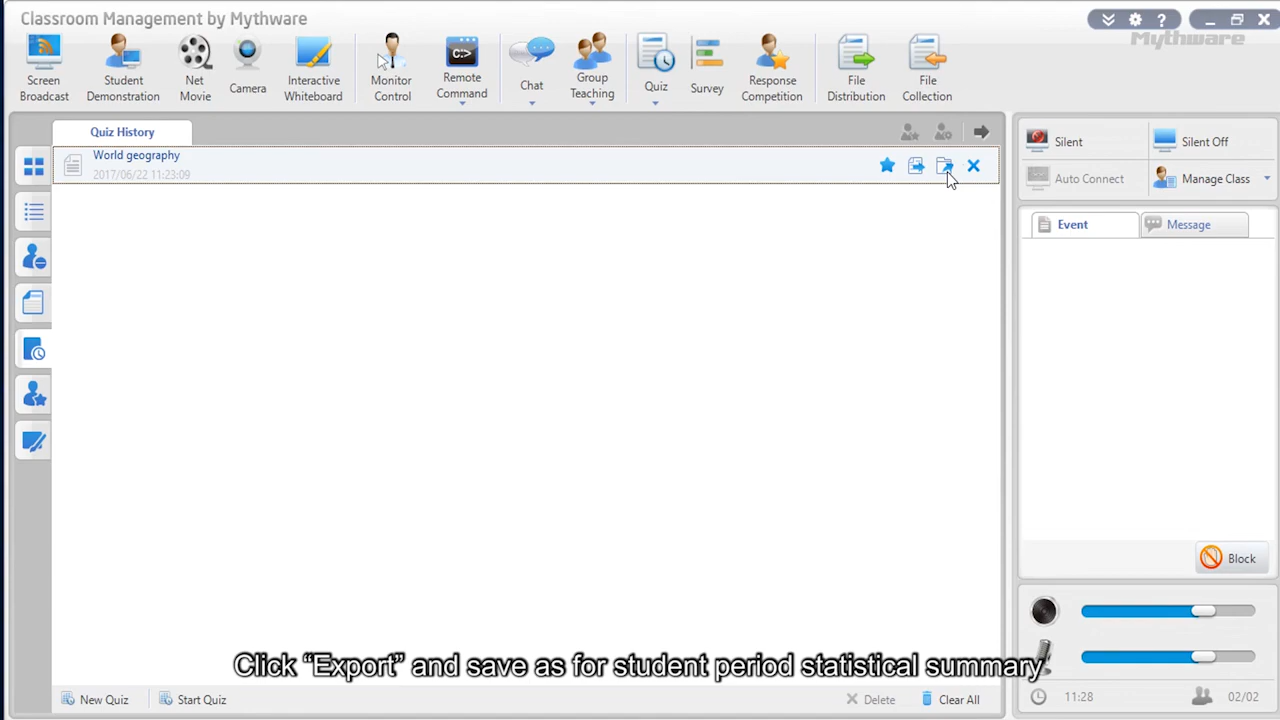 Classroom Management by Mythware
Mythware
Screen Broadcast
Student Demonstration
Net Movie
Camera
Interactive Whiteboard
Monitor Control
C:>
Remote Command
Chat
Group Teaching
Quiz
Survey
Response Competition
File Distribution
File Collection
Quiz History
World geography
2017/06/22 11:23:09
Silent
Silent Off
Auto Connect
Manage Class
Event
Message
Block
Click “Export” and save as for student period statistical summary
New Quiz
Start Quiz
Delete
Clear All
11:28
02/02